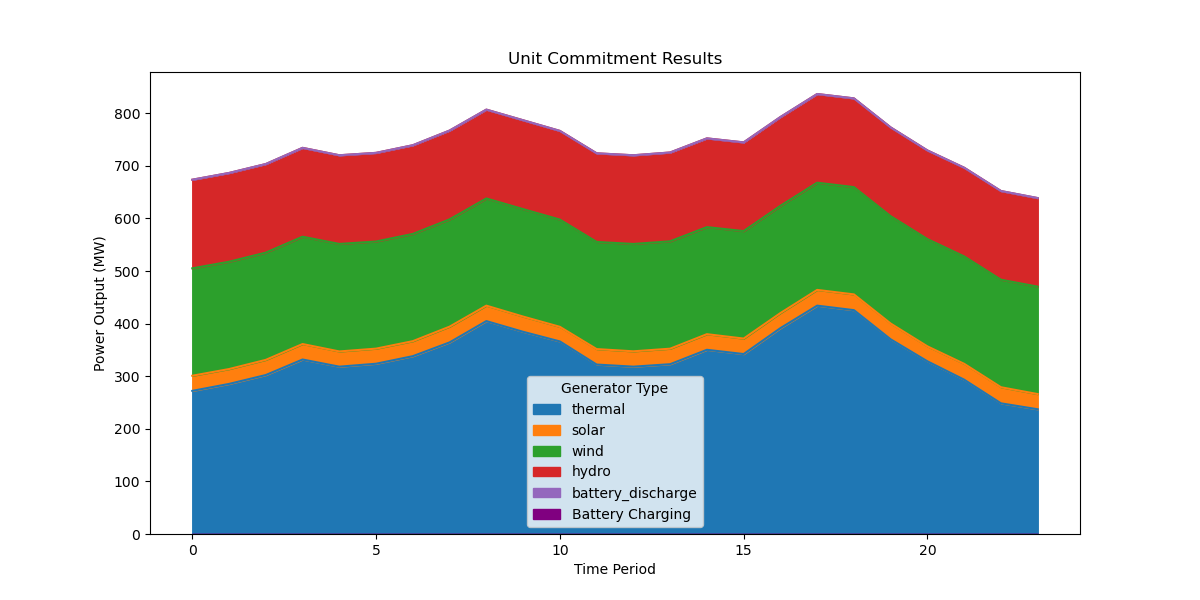 Unit Commitment Results
Power Output (MW)
800
700
600
500
400
300
200
100
0
Generator Type
thermal
solar
wind
hydro
battery_discharge
Battery Charging
0 5 10 15 20
Time Period